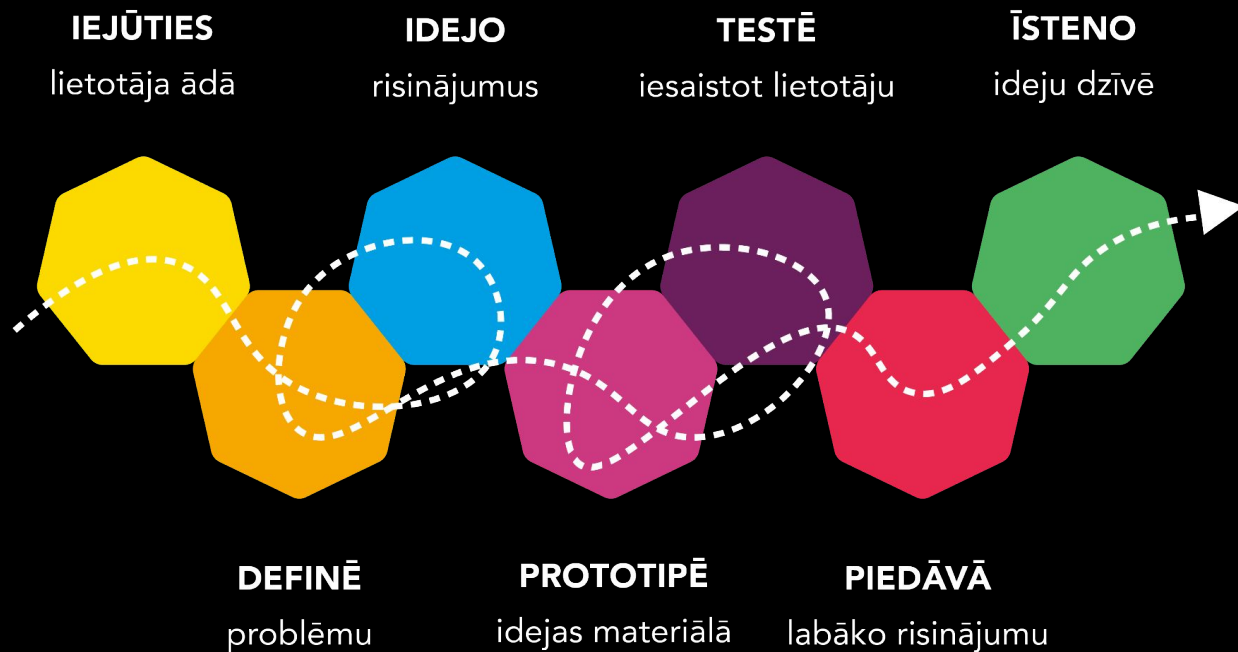 IEJŪTIES
lietotāja ādā
IDEJO
risinājumus
TESTĒ
iesaistot lietotāju
ĪSTENO
ideju dzīvē
DEFINĒ
problēmu
PROTOTIPĒ
idejas materiālā
PIEDĀVĀ
labāko risinājumu